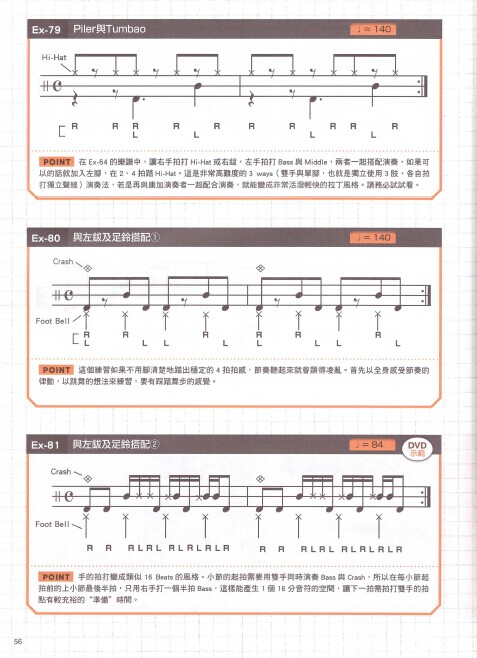 Ex-79 Piler與Tumbao ♩=140
Hi-Hat
R R R R R R R R R R
L L L L
POINT 在 Ex-64 的樂譜中，讓右手拍打 Hi-Hat 或右鈸，左手拍打 Bass 與 Middle，兩者一起搭配演奏。如果可
以的話就加入左腳，在 2、4 拍踏 Hi-Hat。這是非常高難度的 3 ways（雙手與單腳，也就是獨立使用 3 肢，各自拍
打獨立聲線）演奏法，若是再與康加演奏者一起配合演奏，就能變成非常活潑輕快的拉丁風格。請務必試試看。
Ex-80 與左鈸及足鈴搭配① ♩=140
Crash
Foot Bell
R R R R R R
L L L L L L L
POINT 這個練習如果不用腳清楚地踏出穩定的 4 拍拍感，節奏聽起來就會顯得凌亂。首先以全身感受節奏的
律動，以跳舞的想法來練習，要有踩踏舞步的感覺。
Ex-81 與左鈸及足鈴搭配② ♩=84
DVD
示範
Crash
Foot Bell
R R R L R L R L R L R L R R R R L R L R L R L R L R
POINT 手的拍打變成類似 16 Beats 的風格。小節的起拍需要用雙手同時演奏 Bass 與 Crash，所以在每小節起
拍前的上小節最後半拍，只用右手打一個半拍 Bass，這樣能產生 1 個 16 分音符的空間，讓下一拍需拍打雙手的拍
點有較充裕的“準備”時間。
56